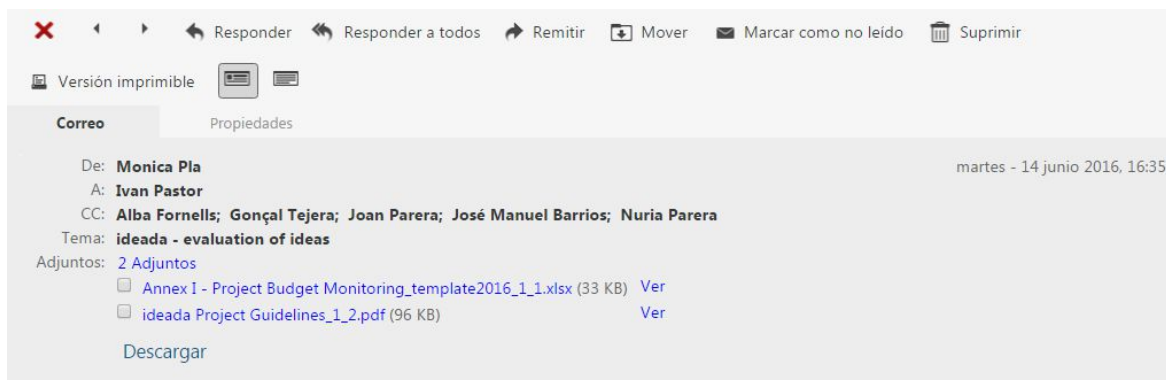 Responder Responder a todos Remitir Mover Marcar como no leído Suprimir
Versión imprimible
Correo Propiedades
De: Monica Pla martes - 14 junio 2016, 16:35
A: Ivan Pastor
CC: Alba Fornells; Gonçal Tejera; Joan Parera; José Manuel Barrios; Nuria Parera
Tema: ideada - evaluation of ideas
Adjuntos: 2 Adjuntos
Annex I - Project Budget Monitoring_template2016_1_1.xlsx (33 KB) Ver
ideada Project Guidelines_1_2.pdf (96 KB) Ver
Descargar